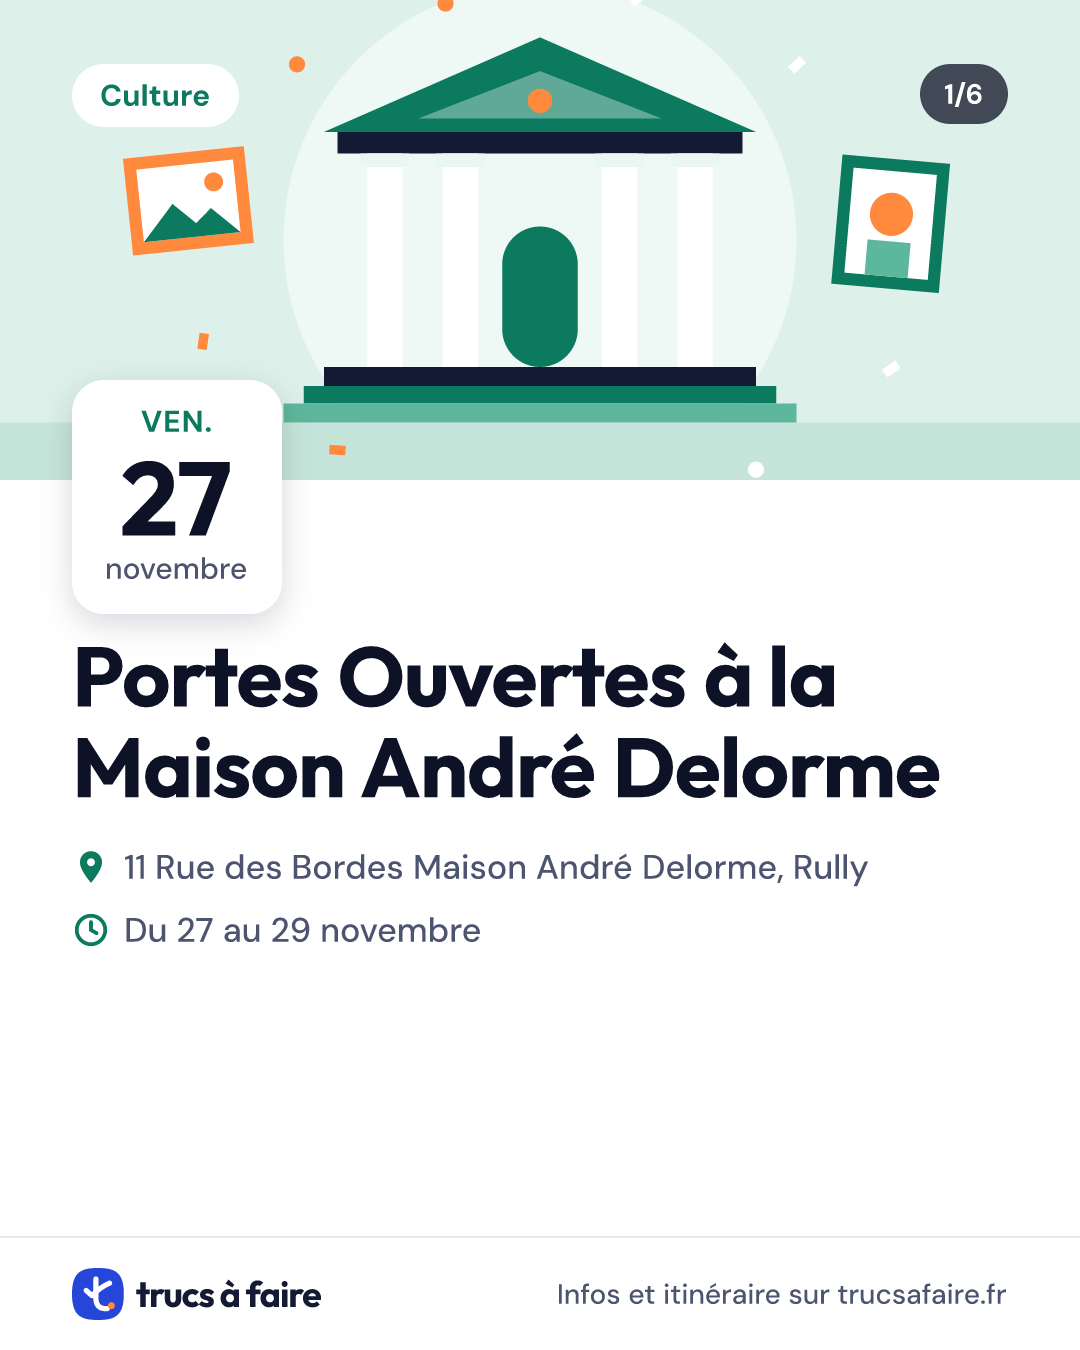 Culture
1/6
VEN.
27
novembre
Portes Ouvertes à la
Maison André Delorme
11 Rue des Bordes Maison André Delorme, Rully
Du 27 au 29 novembre
trucs à faire
Infos et itinéraire sur trucsafaire.fr